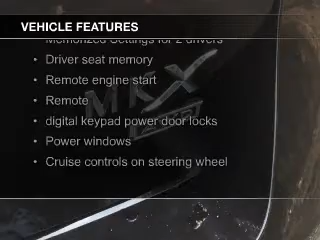 VEHICLE FEATURES
Memorized Settings for 2 drivers
• Driver seat memory
• Remote engine start
• Remote
• digital keypad power door locks
• Power windows
• Cruise controls on steering wheel
MKX